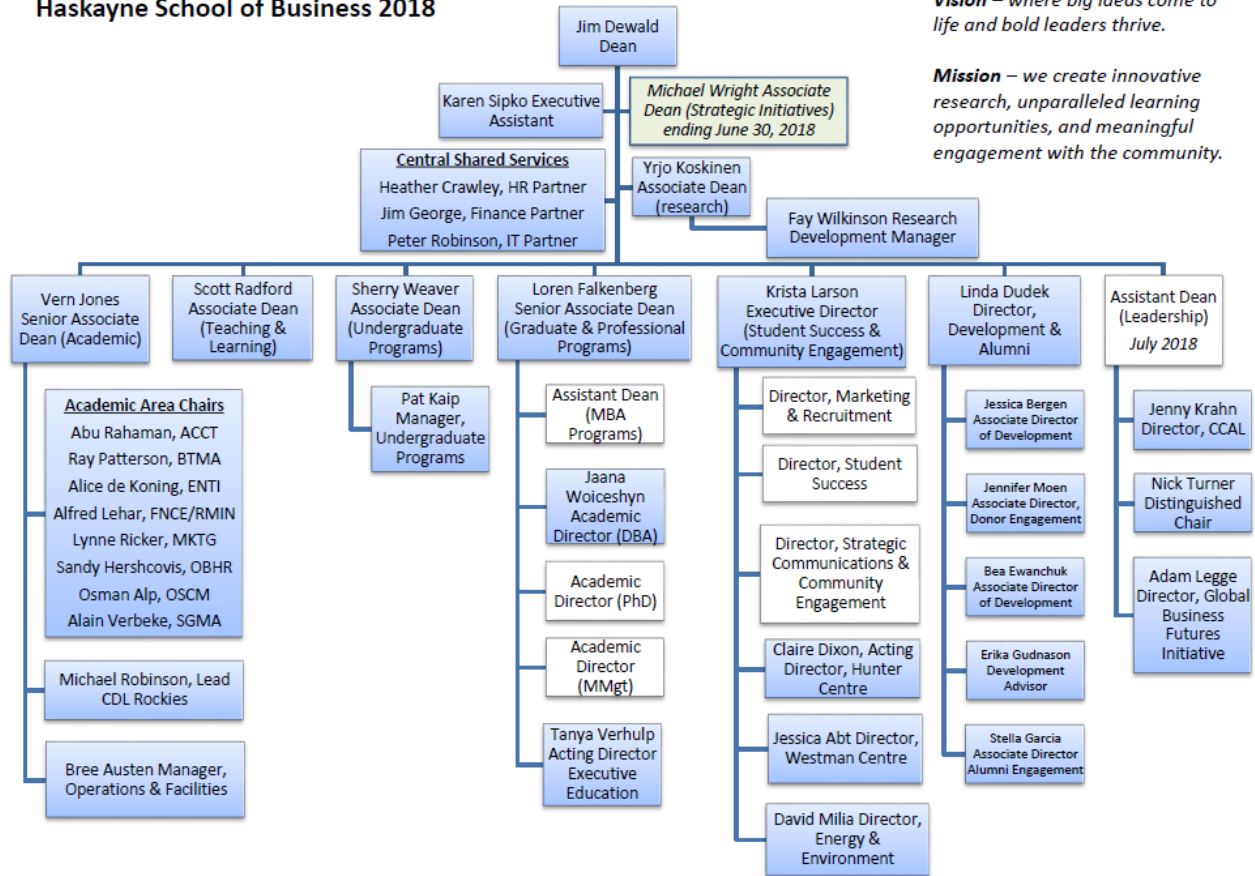 Haskayne School of Business 2018
Vision – where big ideas come to
life and bold leaders thrive.
Mission – we create innovative
research, unparalleled learning
opportunities, and meaningful
engagement with the community.
Jim Dewald
Dean
Karen Sipko Executive
Assistant
Michael Wright Associate
Dean (Strategic Initiatives)
ending June 30, 2018
Central Shared Services
Heather Crawley, HR Partner
Jim George, Finance Partner
Peter Robinson, IT Partner
Yrjo Koskinen
Associate Dean
(research)
Fay Wilkinson Research
Development Manager
Vern Jones
Senior Associate
Dean (Academic)
Scott Radford
Associate Dean
(Teaching &
Learning)
Sherry Weaver
Associate Dean
(Undergraduate
Programs)
Loren Falkenberg
Senior Associate Dean
(Graduate & Professional
Programs)
Krista Larson
Executive Director
(Student Success &
Community Engagement)
Linda Dudek
Director,
Development &
Alumni
Assistant Dean
(Leadership)
July 2018
Academic Area Chairs
Abu Rahaman, ACCT
Ray Patterson, BTMA
Alice de Koning, ENTI
Alfred Lehar, FNCE/RMIN
Lynne Ricker, MKTG
Sandy Hershcovis, OBHR
Osman Alp, OSCM
Alain Verbeke, SGMA
Michael Robinson, Lead
CDL Rockies
Bree Austen Manager,
Operations & Facilities
Pat Kaip
Manager,
Undergraduate
Programs
Assistant Dean
(MBA
Programs)
Jaana
Woiceshyn
Academic
Director (DBA)
Academic
Director (PhD)
Academic
Director
(MMgt)
Tanya Verhulp
Acting Director
Executive
Education
Director, Marketing
& Recruitment
Director, Student
Success
Director, Strategic
Communications &
Community
Engagement
Claire Dixon, Acting
Director, Hunter
Centre
Jessica Abt Director,
Westman Centre
David Milia Director,
Energy &
Environment
Jessica Bergen
Associate Director
of Development
Jennifer Moen
Associate Director,
Donor Engagement
Bea Ewanchuk
Associate Director
of Development
Erika Gudnason
Development
Advisor
Stella Garcia
Associate Director
Alumni Engagement
Jenny Krahn
Director, CCAL
Nick Turner
Distinguished
Chair
Adam Legge
Director, Global
Business
Futures
Initiative